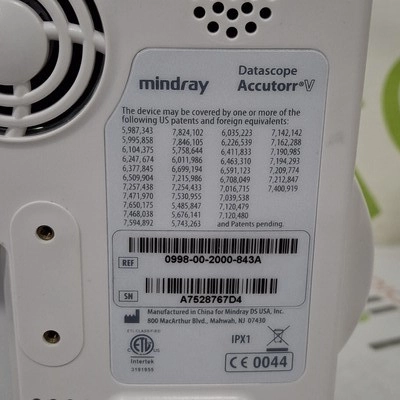 mindray
Datascope
Accutorr®V
The device may be covered by one or more of the
following US patents and foreign equivalents:
5,987,343 7,824,102 6,035,223 7,142,142
5,995,858 7,846,105 6,226,539 7,162,288
6,104,375 5,758,644 6,411,833 7,190,985
6,247,674 6,011,986 6,463,310 7,194,293
6,377,845 6,699,194 6,591,123 7,209,774
6,509,904 7,215,986 6,708,049 7,212,847
7,257,438 7,254,433 7,016,715 7,400,919
7,471,970 7,530,955 7,038,539
7,650,175 5,485,847 7,120,479
7,468,038 5,676,141 7,120,480
7,594,892 5,743,263 and Patents pending.
REF
0998-00-2000-843A
SN
A7528767D4
Manufactured in China for Mindray DS USA, Inc.
800 MacArthur Blvd., Mahwah, NJ 07430
ETL CLASSIFIED
ETL
Intertek
IPX1
CE 0044